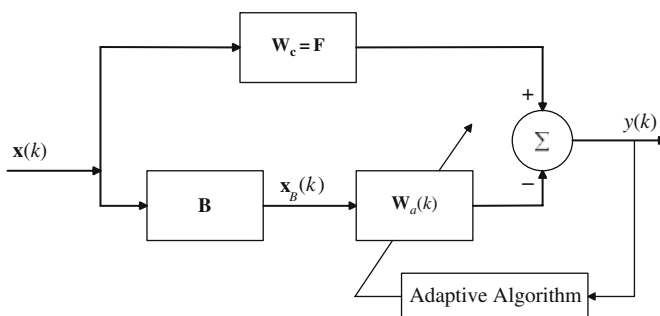 W_c = F
+
x(k)
Σ
y(k)
−
B
x_B(k)
W_a(k)
Adaptive Algorithm